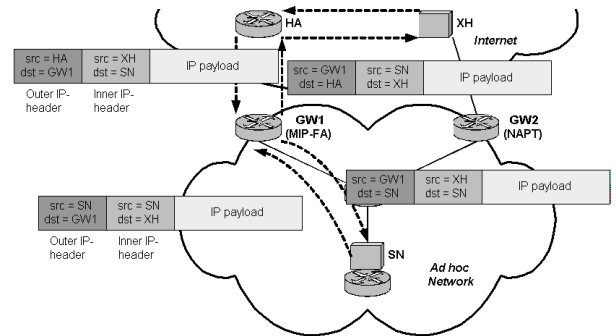 HA
XH
Internet
src = HA
dst = GW1
src = XH
dst = SN
IP payload
Outer IP-
header
Inner IP-
header
src = GW1
dst = HA
src = SN
dst = XH
IP payload
GW1
(MIP-FA)
GW2
(NAPT)
src = GW1
dst = SN
src = XH
dst = SN
IP payload
src = SN
dst = GW1
src = SN
dst = XH
IP payload
Outer IP-
header
Inner IP-
header
SN
Ad hoc
Network